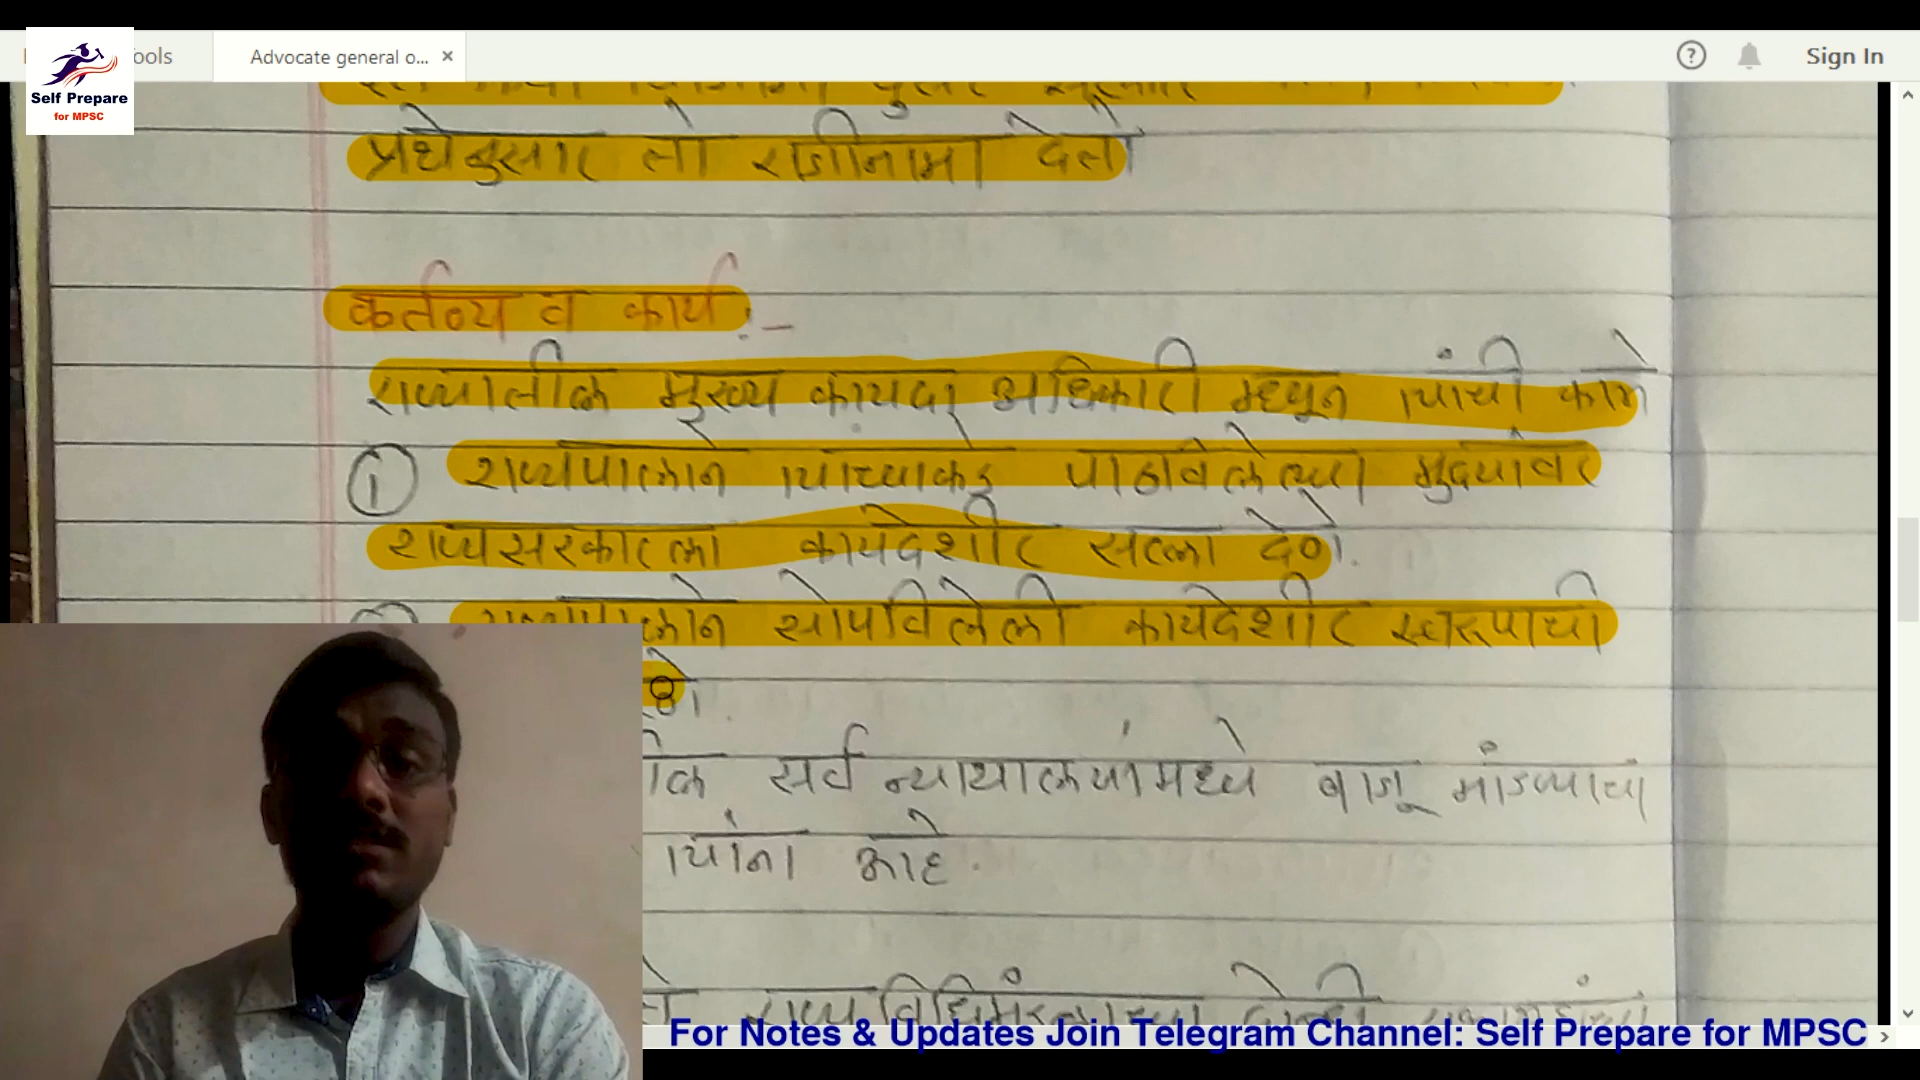 ools
Advocate general o... ×
Sign In
Self Prepare
for MPSC
प्रथेनुसार तो राजीनामा देतो
कर्तव्य व कार्य :-
राज्यातील मुख्य कायदा अधिकारी म्हणून यांची कामे
① राज्यपालाने यांच्याकडे पाठविलेल्या मुद्यांवर
राज्यसरकारला कायदेशीर सल्ला देणे.
सोपविलेली कायदेशीर स्वरूपाची
सर्व न्यायालयांमध्ये बाजू मांडण्याचा
यांना आहे.
For Notes & Updates Join Telegram Channel: Self Prepare for MPSC